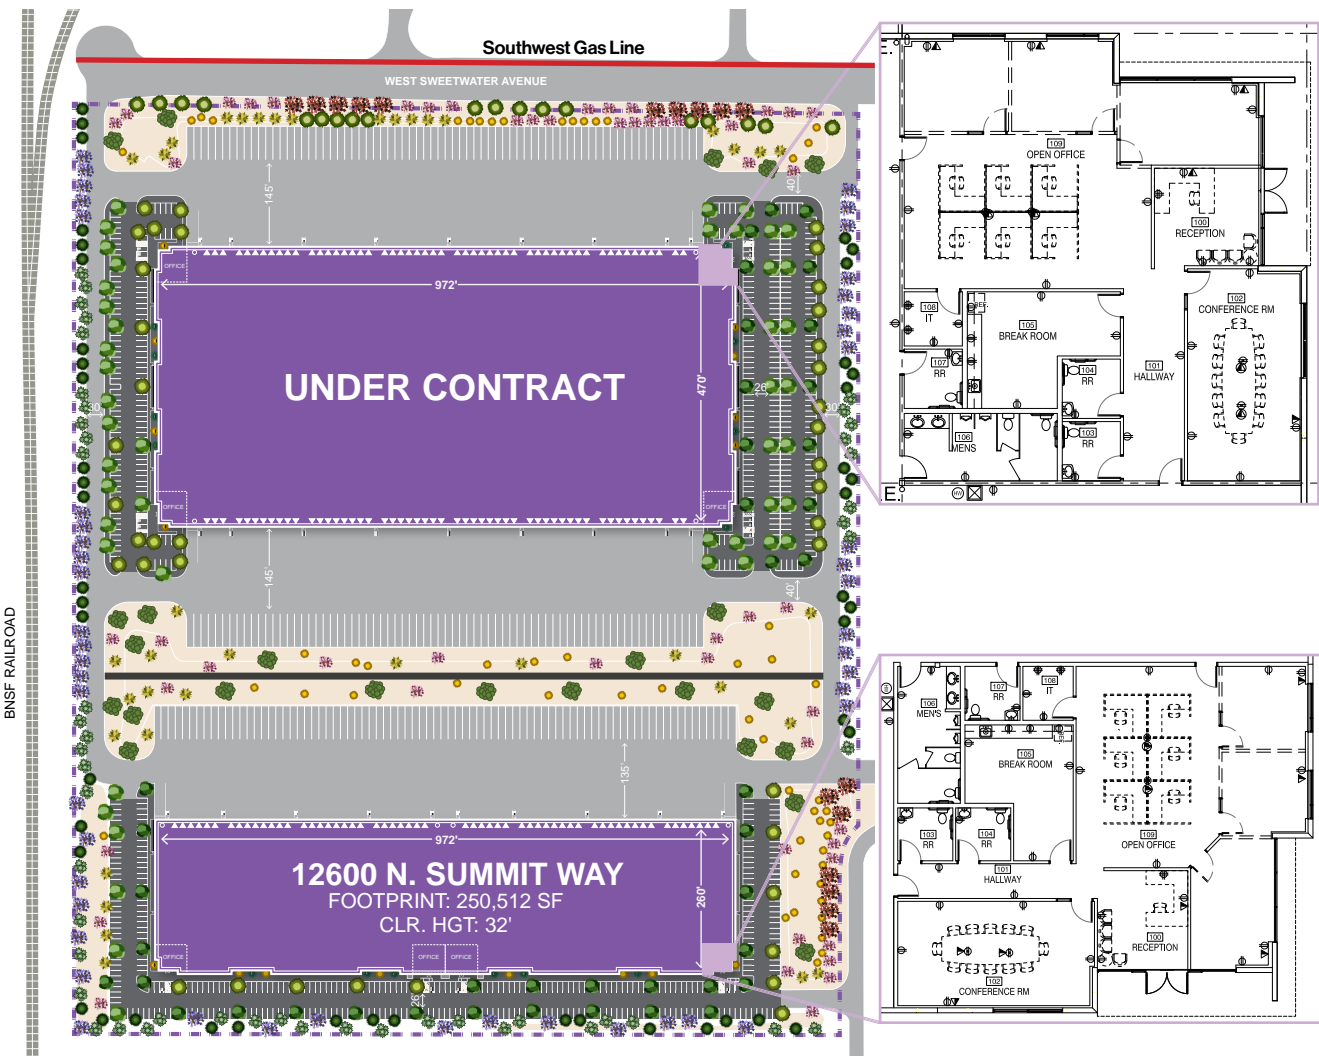 Southwest Gas Line
WEST SWEETWATER AVENUE
BNSF RAILROAD
145'
40'
OFFICE
972'
UNDER CONTRACT
470'
26'
30'
30'
OFFICE
OFFICE
145'
40'
135'
972'
12600 N. SUMMIT WAY
FOOTPRINT: 250,512 SF
CLR. HGT: 32'
260'
OFFICE
OFFICE
OFFICE
26'
E.
109
OPEN OFFICE
100
RECEPTION
102
CONFERENCE RM
108
IT
REF.
105
BREAK ROOM
107
RR
104
RR
101
HALLWAY
103
RR
106
MENS
E.
HW
107
RR
108
IT
106
MEN'S
105
BREAK ROOM
103
RR
104
RR
109
OPEN OFFICE
101
HALLWAY
100
RECEPTION
102
CONFERENCE RM